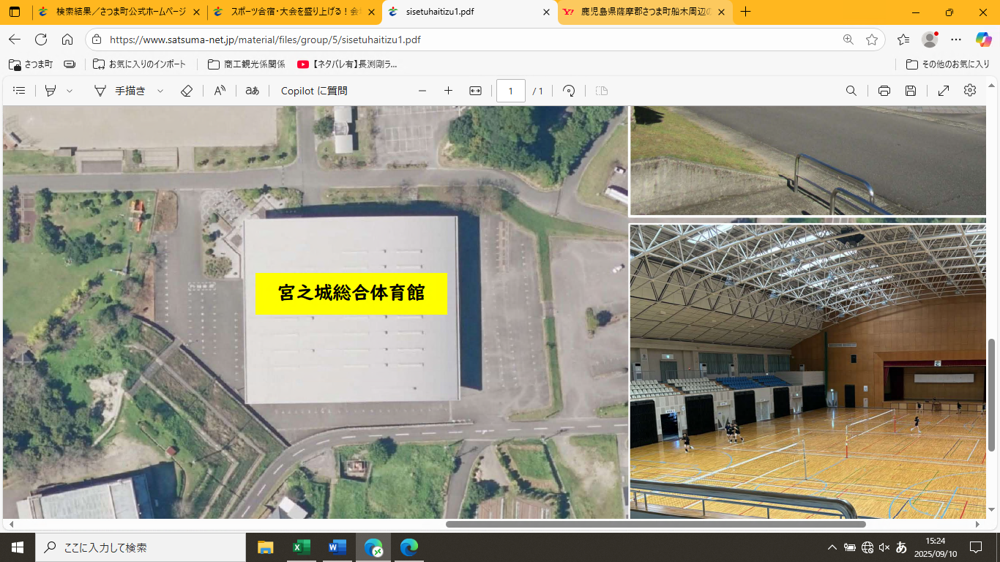 検索結果／さつま町公式ホームページ
スポーツ合宿・大会を盛り上げる！
sisetuhaitizu1.pdf
鹿児島県薩摩郡さつま町船木周辺の
https://www.satsuma-net.jp/material/files/group/5/sisetuhaitizu1.pdf
さつま町
お気に入りのインポート
商工観光係関係
【ネタバレ有】長渕剛ラ...
その他のお気に入り
手描き
aあ
Copilot に質問
1
/ 1
宮之城総合体育館
ここに入力して検索
あ
15:24
2025/09/10